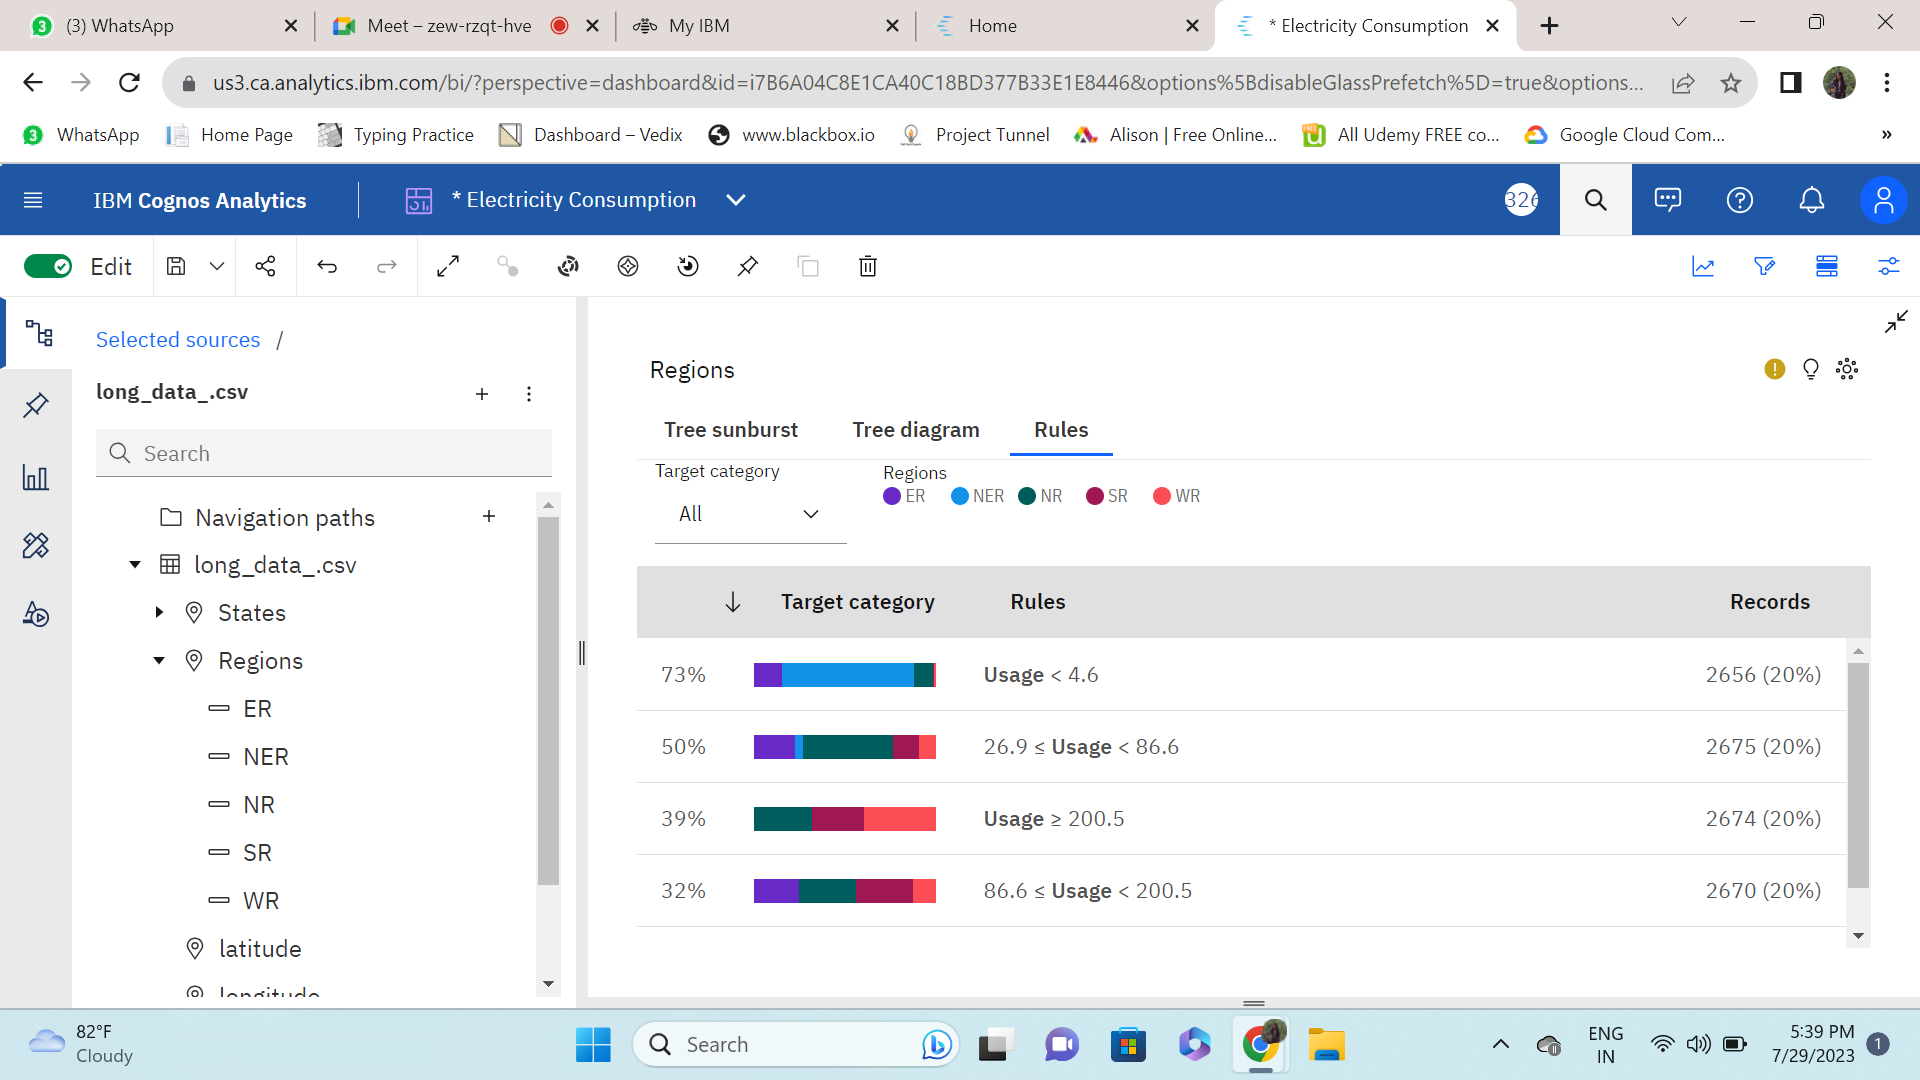 3 (3) WhatsApp
Meet – zew-rzqt-hve
My IBM
Home
* Electricity Consumption
us3.ca.analytics.ibm.com/bi/?perspective=dashboard&id=i7B6A04C8E1CA40C18BD377B33E1E8446&options%5BdisableGlassPrefetch%5D=true&options...
3 WhatsApp
Home Page
Typing Practice
Dashboard – Vedix
www.blackbox.io
Project Tunnel
Alison | Free Online...
All Udemy FREE co...
Google Cloud Com...
»
IBM Cognos Analytics
* Electricity Consumption
326
Edit
Selected sources /
long_data_.csv
Search
Navigation paths
long_data_.csv
States
Regions
ER
NER
NR
SR
WR
latitude
longitude
Regions
Tree sunburst
Tree diagram
Rules
Target category
All
Regions
ER NER NR SR WR
Target category Rules Records
73% Usage < 4.6 2656 (20%)
50% 26.9 ≤ Usage < 86.6 2675 (20%)
39% Usage ≥ 200.5 2674 (20%)
32% 86.6 ≤ Usage < 200.5 2670 (20%)
82°F
Cloudy
Search
ENG
IN
5:39 PM
7/29/2023
1